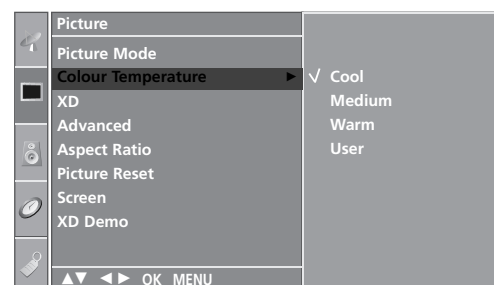 Picture
Picture Mode
Colour Temperature ► √ Cool
XD Medium
Advanced Warm
Aspect Ratio User
Picture Reset
Screen
XD Demo
▲▼ ◄► OK MENU